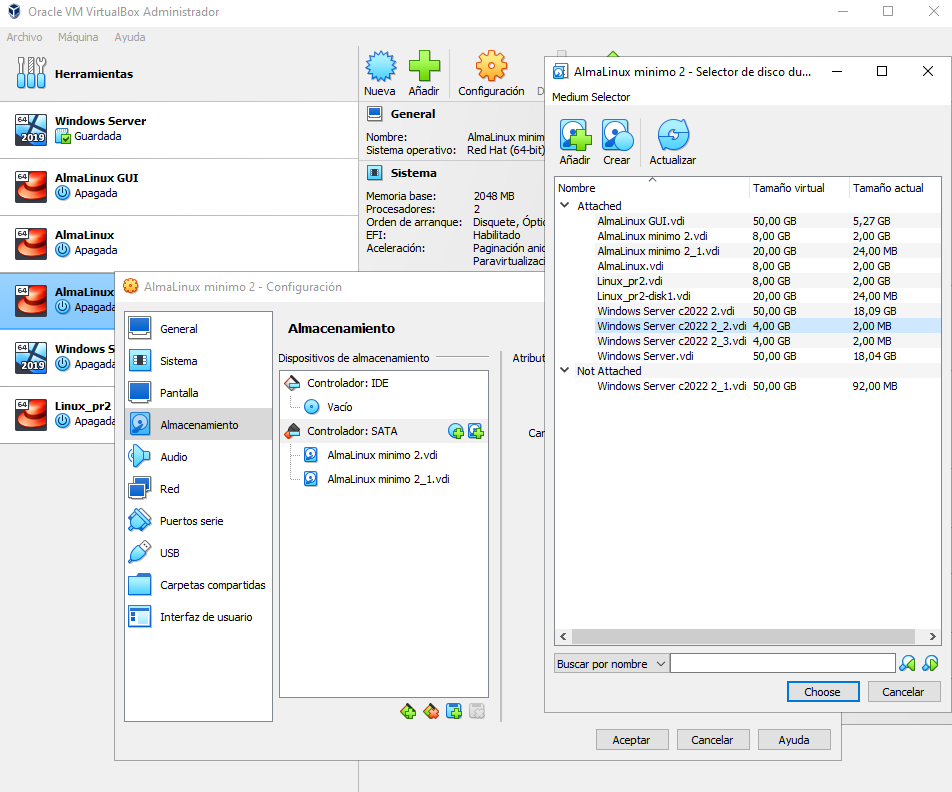 Oracle VM VirtualBox Administrador
Archivo Máquina Ayuda
Herramientas
Windows Server
Guardada
AlmaLinux GUI
Apagada
AlmaLinux
Apagada
AlmaLinux
Apagada
Windows S
Apagada
Linux_pr2
Apagada
Nueva Añadir Configuración
General
Nombre: AlmaLinux minim
Sistema operativo: Red Hat (64-bit)
Sistema
Memoria base: 2048 MB
Procesadores: 2
Orden de arranque: Disquete, Óptic
EFI: Habilitado
Aceleración: Paginación anid
Paravirtualizaci
AlmaLinux minimo 2 - Configuración
General
Sistema
Pantalla
Almacenamiento
Audio
Red
Puertos serie
USB
Carpetas compartidas
Interfaz de usuario
Almacenamiento
Dispositivos de almacenamiento
Controlador: IDE
Vacío
Controlador: SATA
AlmaLinux minimo 2.vdi
AlmaLinux minimo 2_1.vdi
Atribut
Car
Aceptar Cancelar Ayuda
AlmaLinux minimo 2 - Selector de disco du...
Medium Selector
Añadir Crear Actualizar
Nombre Tamaño virtual Tamaño actual
Attached
AlmaLinux GUI.vdi 50,00 GB 5,27 GB
AlmaLinux minimo 2.vdi 8,00 GB 2,00 GB
AlmaLinux minimo 2_1.vdi 20,00 GB 24,00 MB
AlmaLinux.vdi 8,00 GB 2,00 GB
Linux_pr2.vdi 8,00 GB 2,00 GB
Linux_pr2-disk1.vdi 20,00 GB 24,00 MB
Windows Server c2022 2.vdi 50,00 GB 18,09 GB
Windows Server c2022 2_2.vdi 4,00 GB 2,00 MB
Windows Server c2022 2_3.vdi 4,00 GB 2,00 MB
Windows Server.vdi 50,00 GB 18,04 GB
Not Attached
Windows Server c2022 2_1.vdi 50,00 GB 92,00 MB
Buscar por nombre
Choose Cancelar